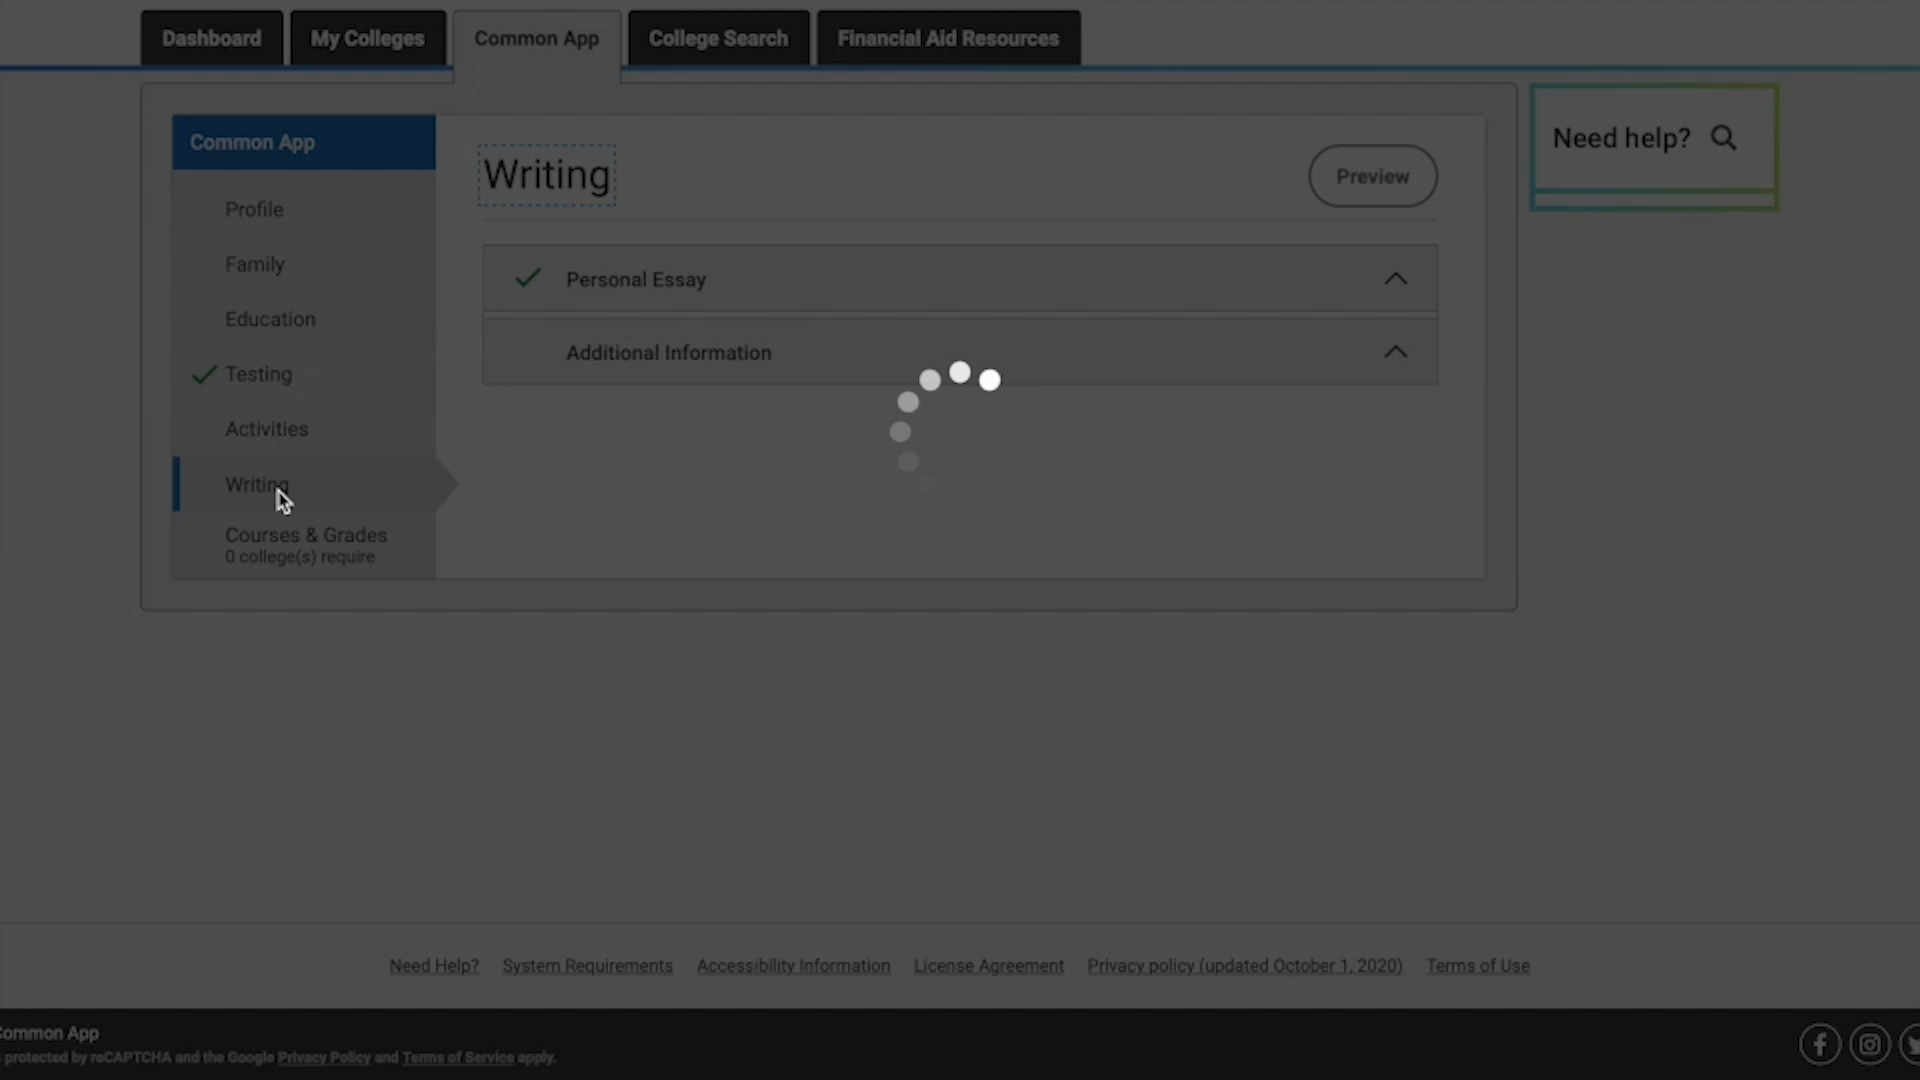 Dashboard
My Colleges
Common App
College Search
Financial Aid Resources
Common App
Profile
Family
Education
Testing
Activities
Writing
Courses & Grades
0 college(s) require
Writing
Preview
Personal Essay
Additional Information
Need help?
Need Help?
System Requirements
Accessibility Information
License Agreement
Privacy policy (updated October 1, 2020)
Terms of Use
Common App
protected by reCAPTCHA and the Google Privacy Policy and Terms of Service apply.